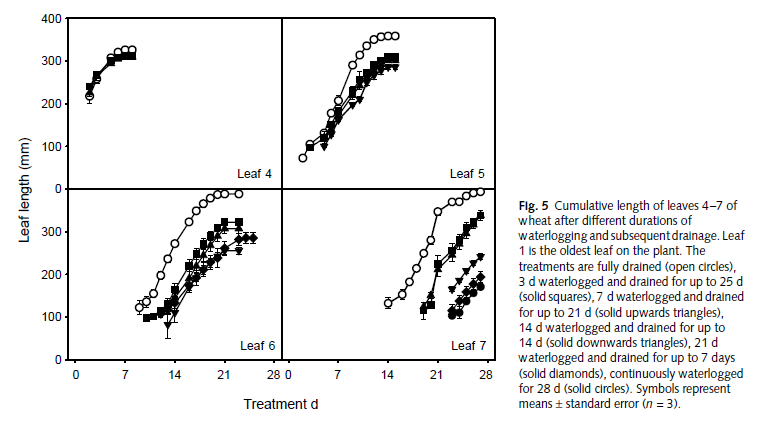 400
300
200
100
0
Leaf 4
Leaf 5
300
200
100
0
Leaf 6
Leaf 7
0 7 14 21 28 0 7 14 21 28
Leaf length (mm)
Treatment d
Fig. 5 Cumulative length of leaves 4–7 of
wheat after different durations of
waterlogging and subsequent drainage. Leaf
1 is the oldest leaf on the plant. The
treatments are fully drained (open circles),
3 d waterlogged and drained for up to 25 d
(solid squares), 7 d waterlogged and drained
for up to 21 d (solid upwards triangles),
14 d waterlogged and drained for up to
14 d (solid downwards triangles), 21 d
waterlogged and drained for up to 7 days
(solid diamonds), continuously waterlogged
for 28 d (solid circles). Symbols represent
means ± standard error (n = 3).